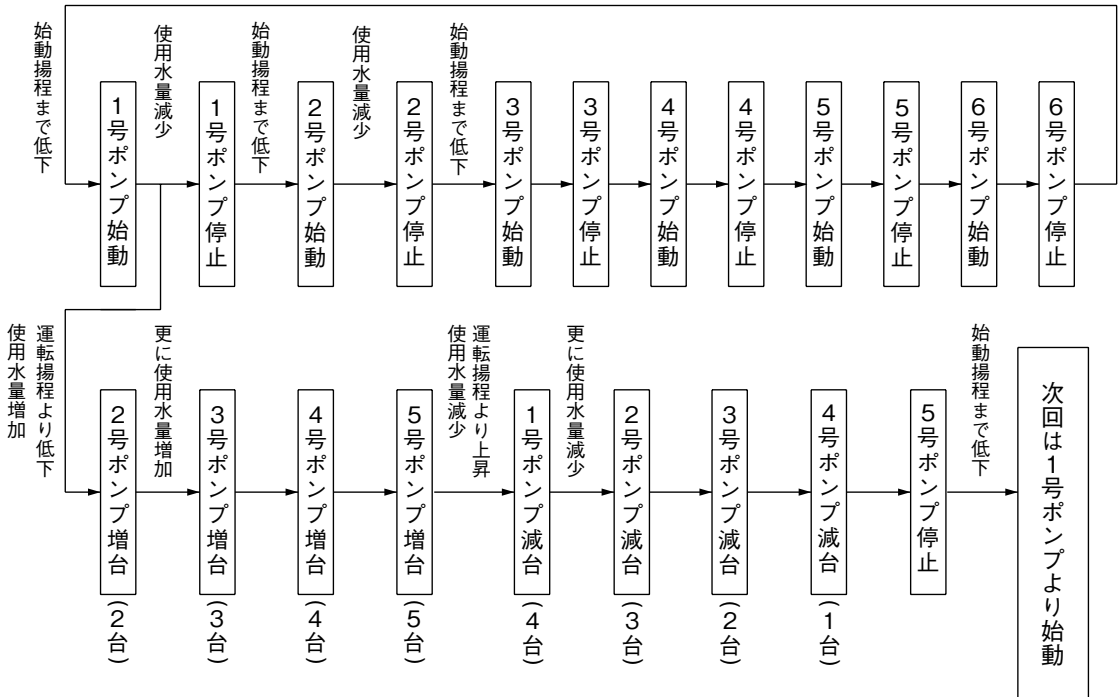 始動揚程まで低下
1号ポンプ始動
使用水量減少
1号ポンプ停止
始動揚程まで低下
2号ポンプ始動
使用水量減少
2号ポンプ停止
始動揚程まで低下
3号ポンプ始動
3号ポンプ停止
4号ポンプ始動
4号ポンプ停止
5号ポンプ始動
5号ポンプ停止
6号ポンプ始動
6号ポンプ停止
運転揚程より低下
使用水量増加
2号ポンプ増台(2台)
更に使用水量増加
3号ポンプ増台(3台)
4号ポンプ増台(4台)
5号ポンプ増台(5台)
運転揚程より上昇
使用水量減少
1号ポンプ減台(4台)
更に使用水量減少
2号ポンプ減台(3台)
3号ポンプ減台(2台)
4号ポンプ減台(1台)
5号ポンプ停止
始動揚程まで低下
次回は1号ポンプより始動